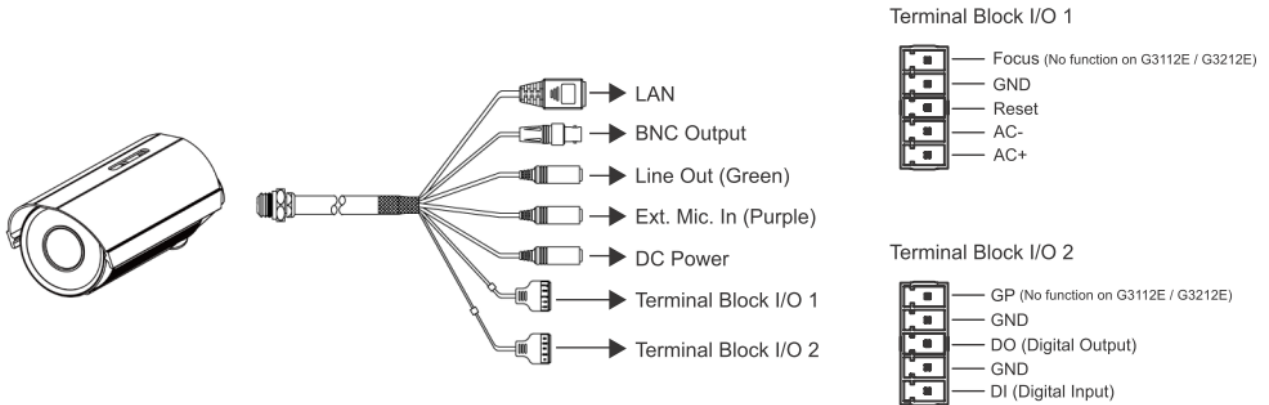 LAN
BNC Output
Line Out (Green)
Ext. Mic. In (Purple)
DC Power
Terminal Block I/O 1
Terminal Block I/O 2
Terminal Block I/O 1
Focus (No function on G3112E / G3212E)
GND
Reset
AC-
AC+
Terminal Block I/O 2
GP (No function on G3112E / G3212E)
GND
DO (Digital Output)
GND
DI (Digital Input)